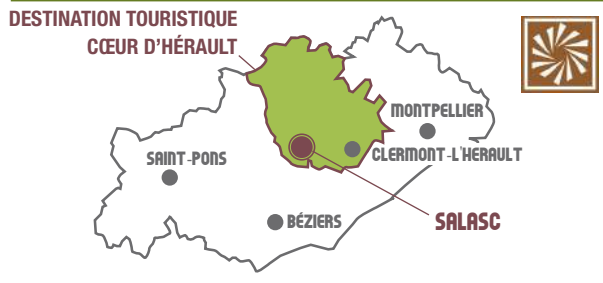 DESTINATION TOURISTIQUE
CŒUR D'HÉRAULT
MONTPELLIER
CLERMONT-L'HERAULT
SAINT-PONS
BÉZIERS
SALASC